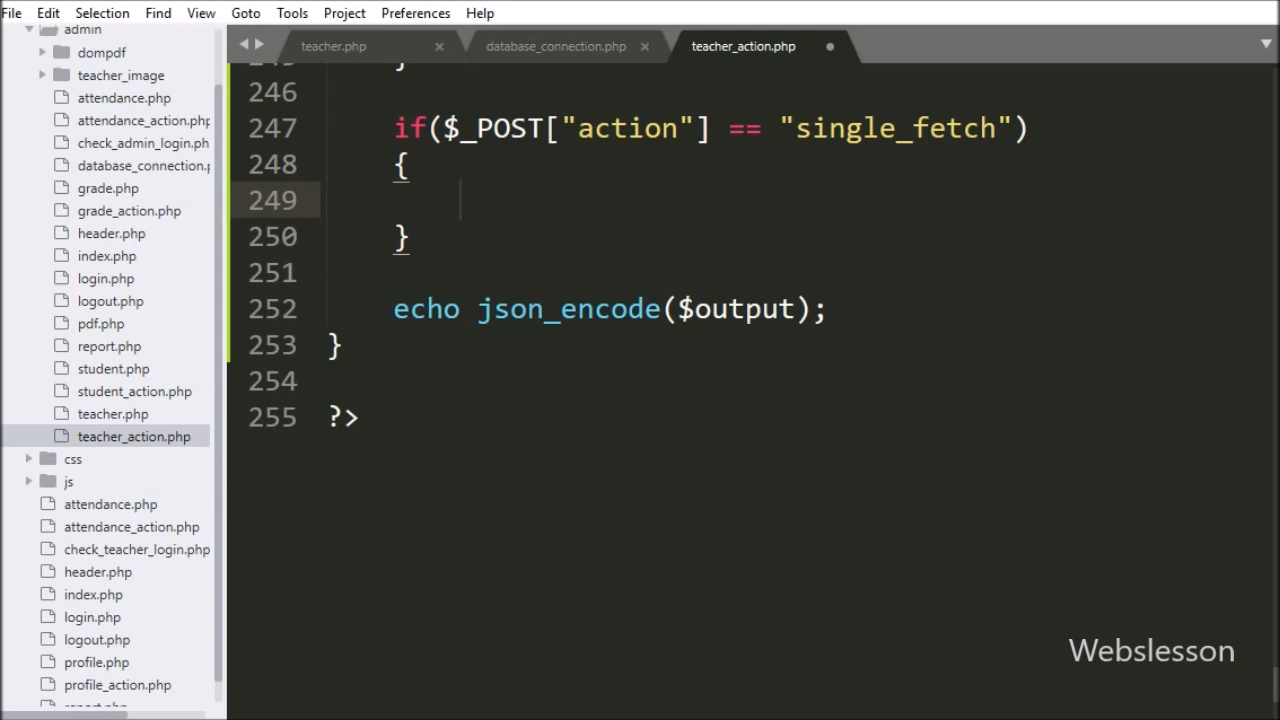 File Edit Selection Find View Goto Tools Project Preferences Help
admin
dompdf
teacher_image
attendance.php
attendance_action.php
check_admin_login.ph
database_connection.p
grade.php
grade_action.php
header.php
index.php
login.php
logout.php
pdf.php
report.php
student.php
student_action.php
teacher.php
teacher_action.php
css
js
attendance.php
attendance_action.php
check_teacher_login.php
header.php
index.php
login.php
logout.php
profile.php
profile_action.php
teacher.php database_connection.php teacher_action.php
246
247 if($_POST["action"] == "single_fetch")
248 {
249
250 }
251
252 echo json_encode($output);
253 }
254
255 ?>
Webslesson